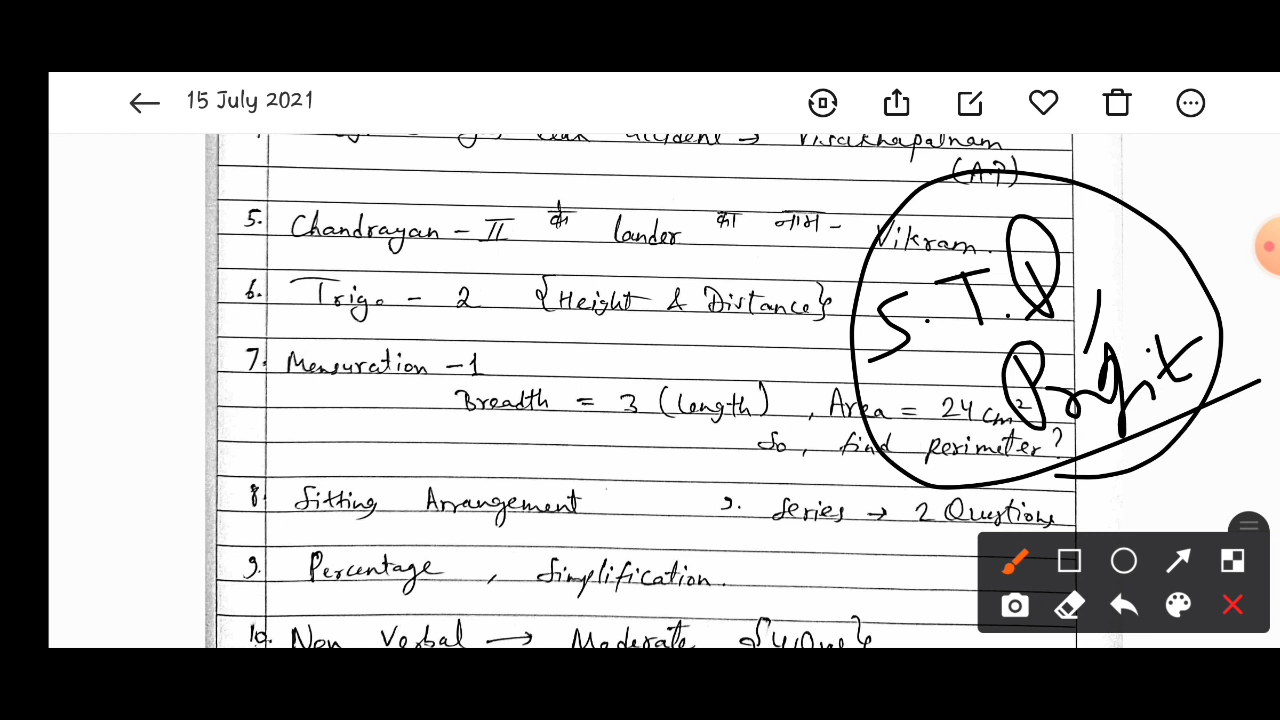 15 July 2021
accident → Visakhapatnam
(A.P)
5. Chandrayan - II के lander का नाम - Vikram.
6. Trigo - 2 {Height & Distance}
7. Mensuration - 1
Breadth = 3 (length), Area = 24 cm²
So, find perimeter?
8. Sitting Arrangement 9. Series → 2 Questions
9. Percentage, Simplification.
10. Non Verbal → Moderate
S.T.D